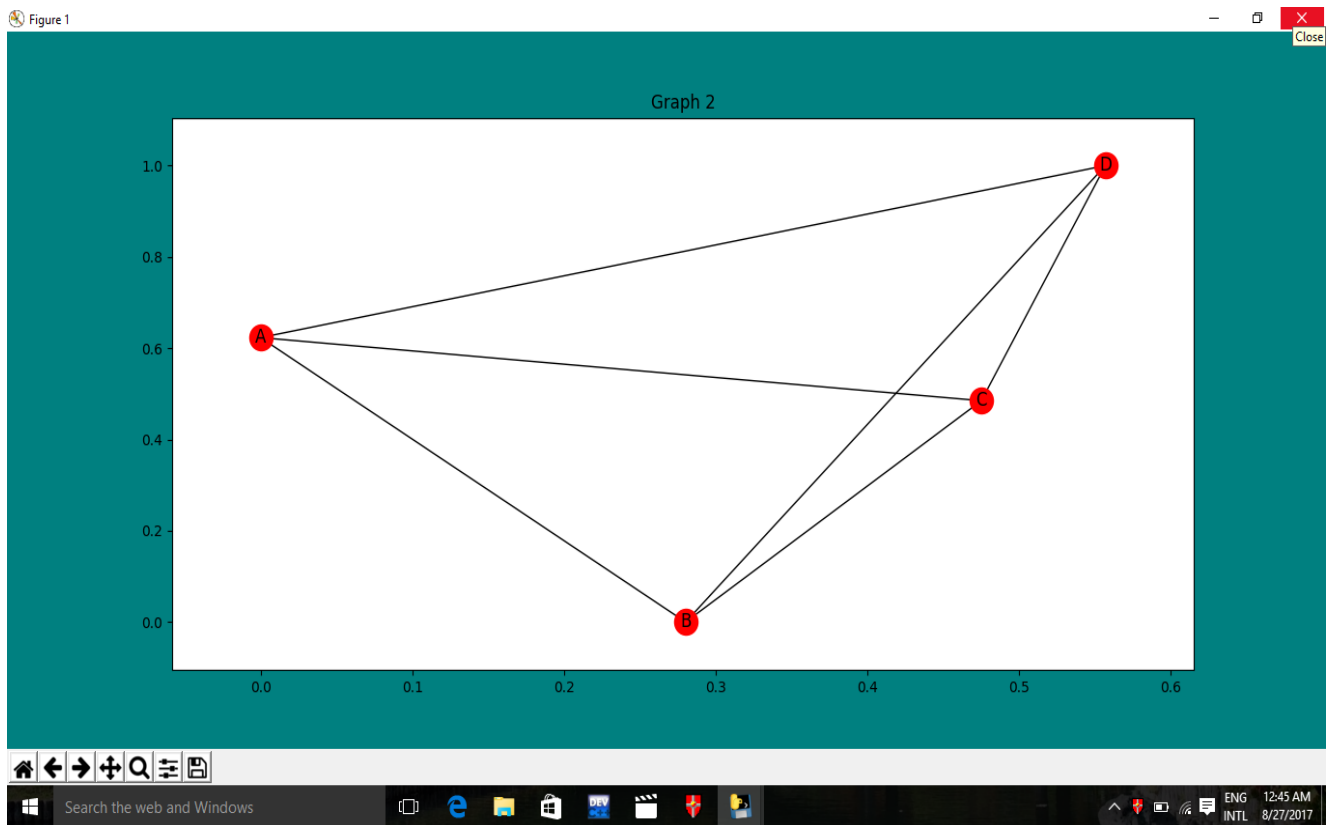 Figure 1
Close
Graph 2
1.0
0.8
0.6
0.4
0.2
0.0
D
A
C
B
0.0 0.1 0.2 0.3 0.4 0.5 0.6
Search the web and Windows
DEV
ENG 12:45 AM
INTL 8/27/2017